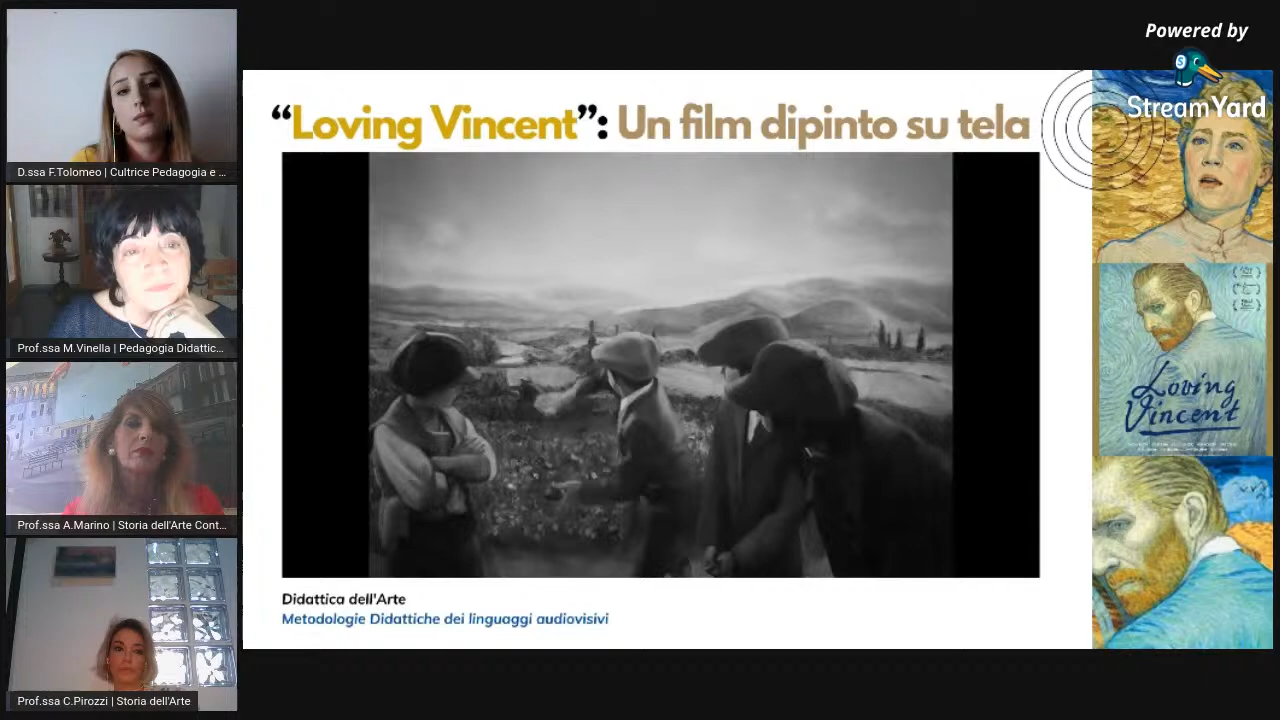 Powered by
StreamYard
D.ssa F.Tolomeo | Cultrice Pedagogia e ...
Prof.ssa M.Vinella | Pedagogia Didattic...
Prof.ssa A.Marino | Storia dell'Arte Cont...
Prof.ssa C.Pirozzi | Storia dell'Arte
“Loving Vincent”: Un film dipinto su tela
Didattica dell'Arte
Metodologie Didattiche dei linguaggi audiovisivi
Loving
Vincent